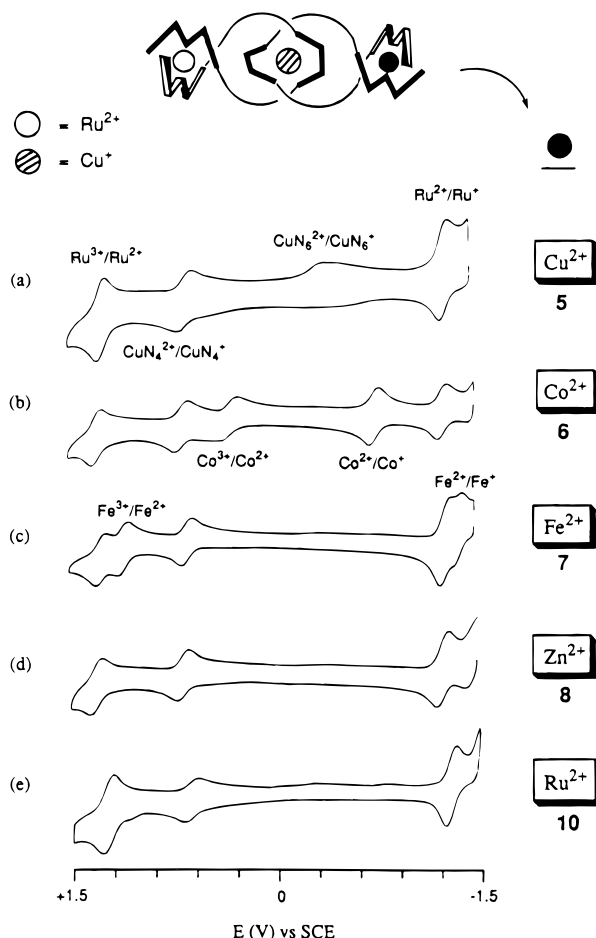 = Ru²⁺
= Cu⁺
Ru²⁺/Ru⁺
CuN₆²⁺/CuN₆⁺
Ru³⁺/Ru²⁺
(a)
Cu²⁺
5
CuN₄²⁺/CuN₄⁺
(b)
Co²⁺
6
Co³⁺/Co²⁺
Co²⁺/Co⁺
Fe³⁺/Fe²⁺
Fe²⁺/Fe⁺
(c)
Fe²⁺
7
(d)
Zn²⁺
8
(e)
Ru²⁺
10
+1.5
0
-1.5
E (V) vs SCE